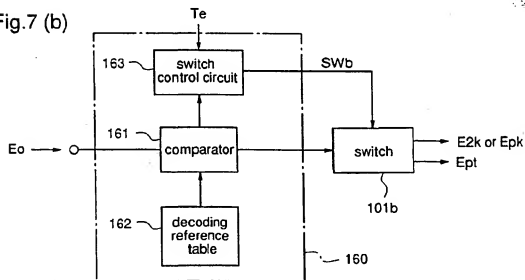 Fig.7 (b)
Te
163
switch
control circuit
SWb
161
Eo
comparator
switch
E2k or Epk
Ept
101b
162
decoding
reference
table
160